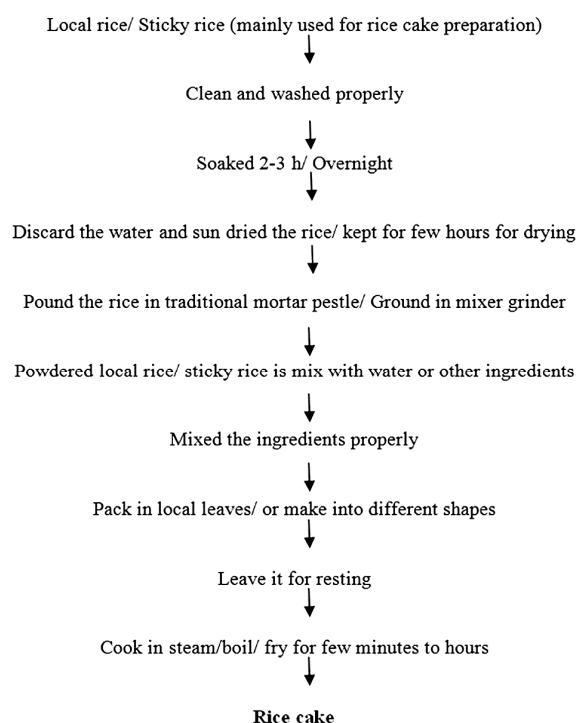 Local rice/ Sticky rice (mainly used for rice cake preparation)
Clean and washed properly
Soaked 2-3 h/ Overnight
Discard the water and sun dried the rice/ kept for few hours for drying
Pound the rice in traditional mortar pestle/ Ground in mixer grinder
Powdered local rice/ sticky rice is mix with water or other ingredients
Mixed the ingredients properly
Pack in local leaves/ or make into different shapes
Leave it for resting
Cook in steam/boil/ fry for few minutes to hours
Rice cake